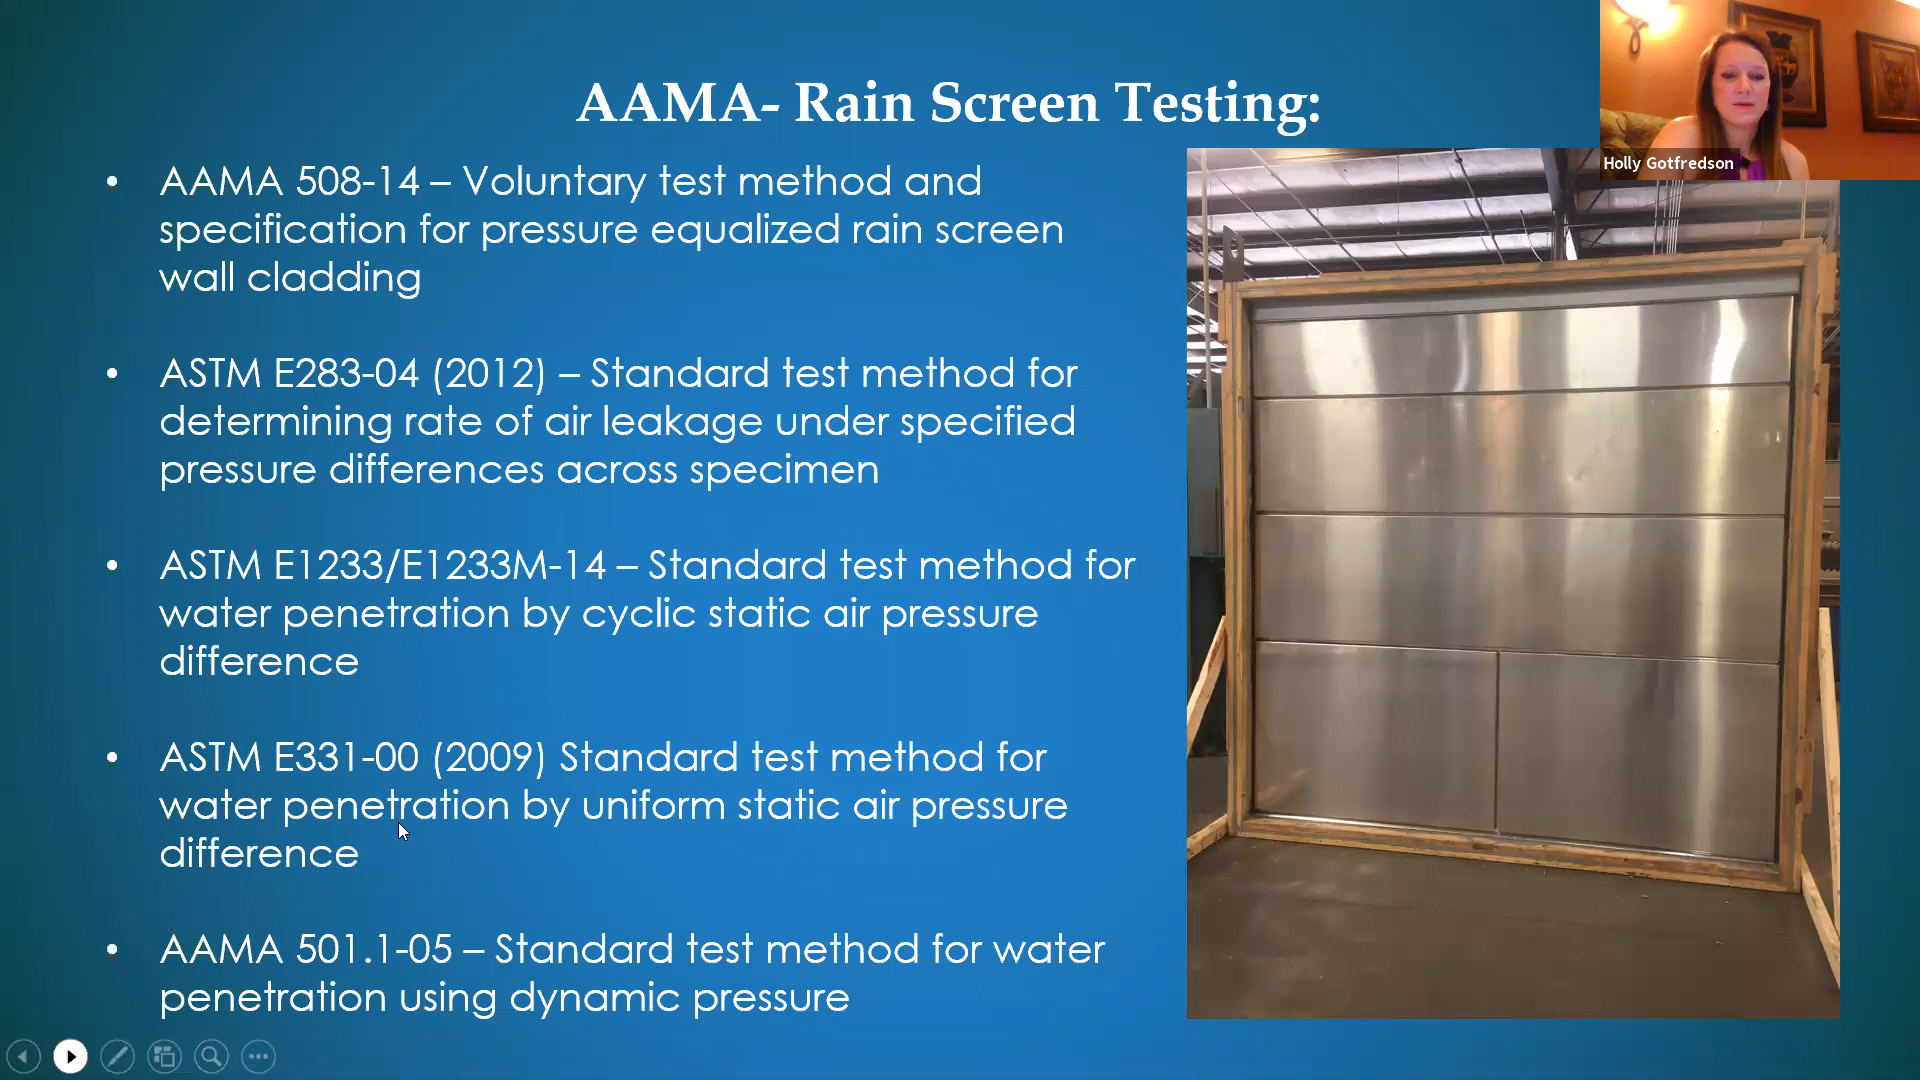 AAMA- Rain Screen Testing:
Holly Gotfredson
• AAMA 508-14 – Voluntary test method and
specification for pressure equalized rain screen
wall cladding
• ASTM E283-04 (2012) – Standard test method for
determining rate of air leakage under specified
pressure differences across specimen
• ASTM E1233/E1233M-14 – Standard test method for
water penetration by cyclic static air pressure
difference
• ASTM E331-00 (2009) Standard test method for
water penetration by uniform static air pressure
difference
• AAMA 501.1-05 – Standard test method for water
penetration using dynamic pressure